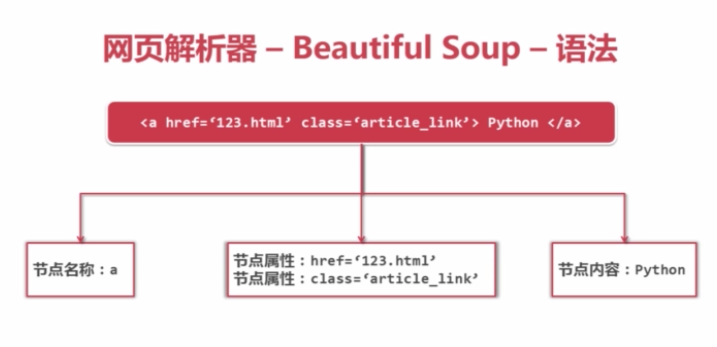 网页解析器 – Beautiful Soup – 语法
<a href=‘123.html’ class=‘article_link’> Python </a>
节点名称：a
节点属性：href=‘123.html’
节点属性：class=‘article_link’
节点内容：Python